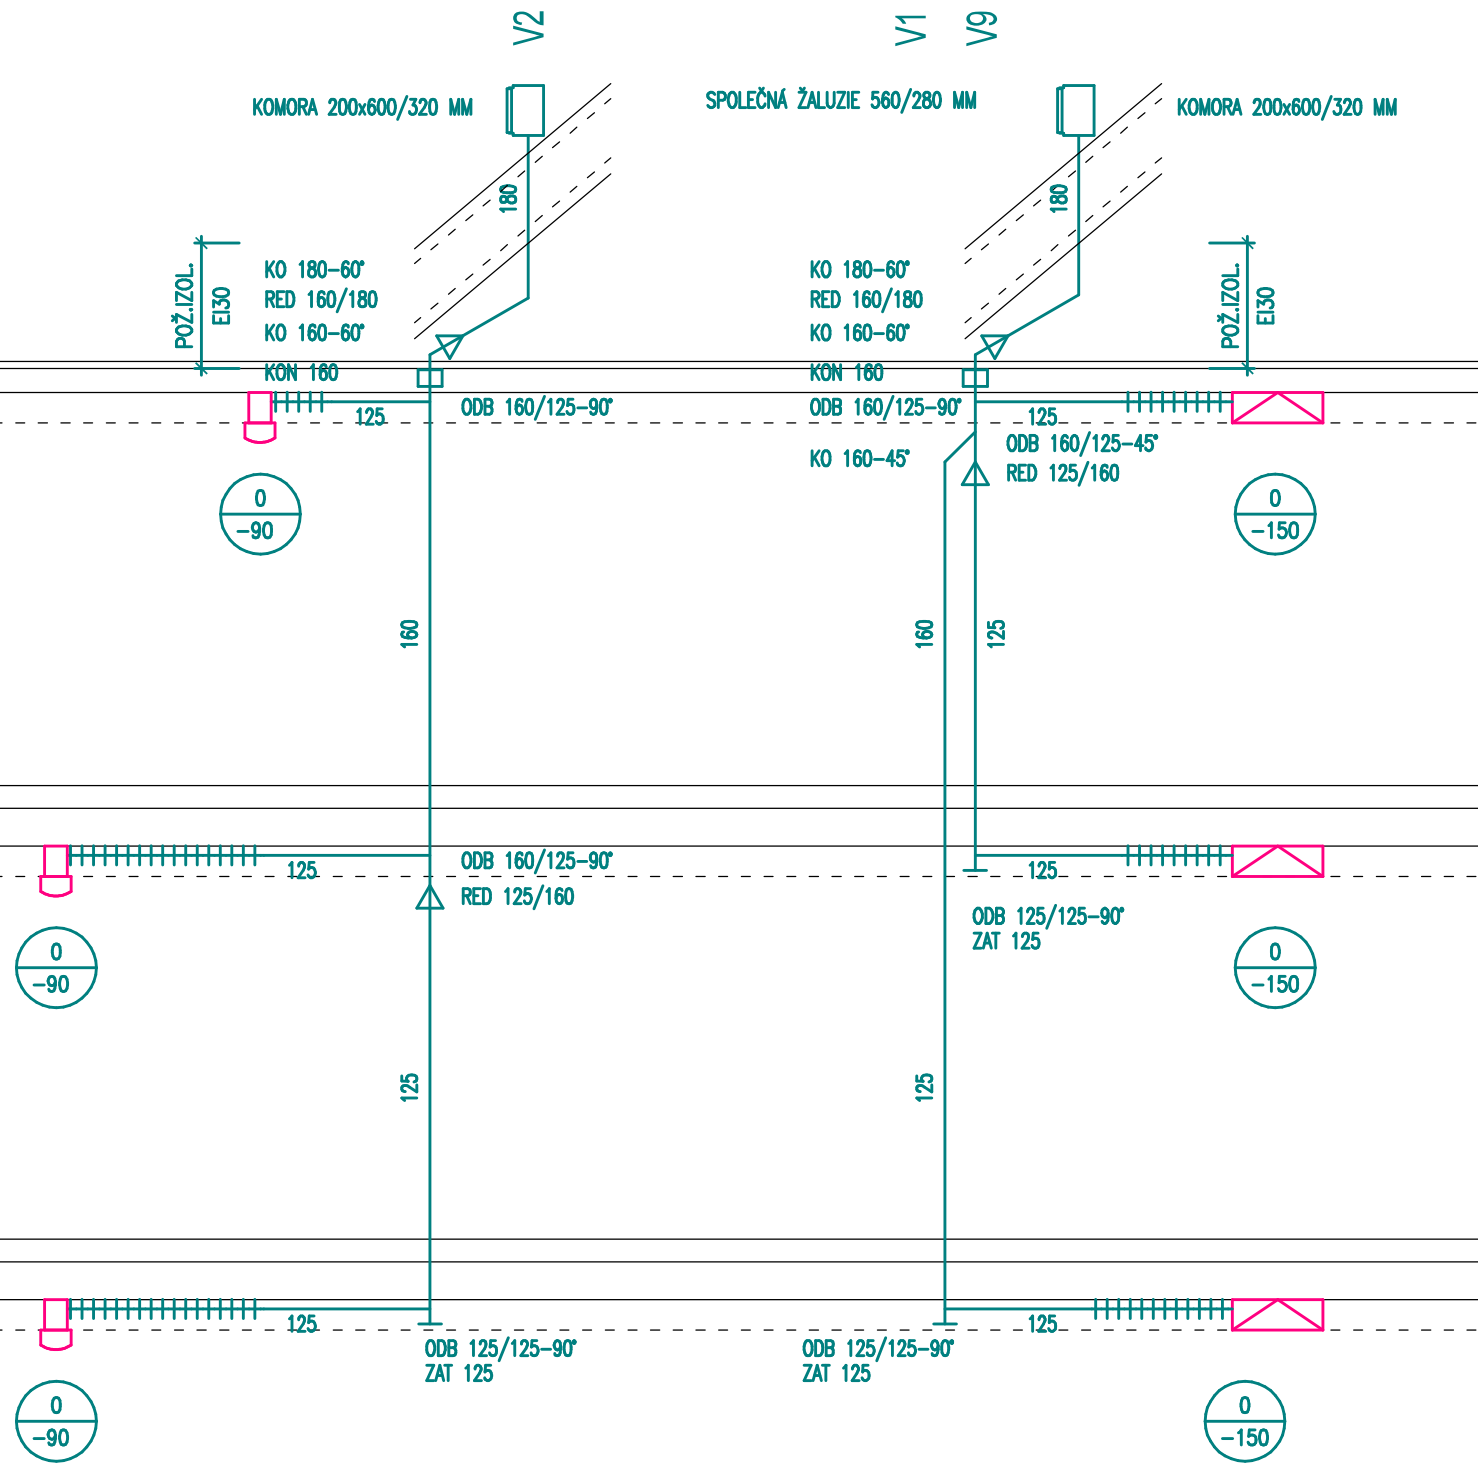 V2
V1
V9
KOMORA 200x600/320 MM
SPOLEČNÁ ŽALUZIE 560/280 MM
KOMORA 200x600/320 MM
180
180
POŽ.IZOL.
EI30
KO 180-60°
RED 160/180
KO 160-60°
KON 160
KO 180-60°
RED 160/180
KO 160-60°
KON 160
POŽ.IZOL.
EI30
125
ODB 160/125-90°
ODB 160/125-90°
125
KO 160-45°
ODB 160/125-45°
RED 125/160
0
-90
0
-150
160
160
125
125
ODB 160/125-90°
RED 125/160
125
ODB 125/125-90°
ZAT 125
0
-90
0
-150
125
125
125
125
ODB 125/125-90°
ZAT 125
ODB 125/125-90°
ZAT 125
0
-90
0
-150